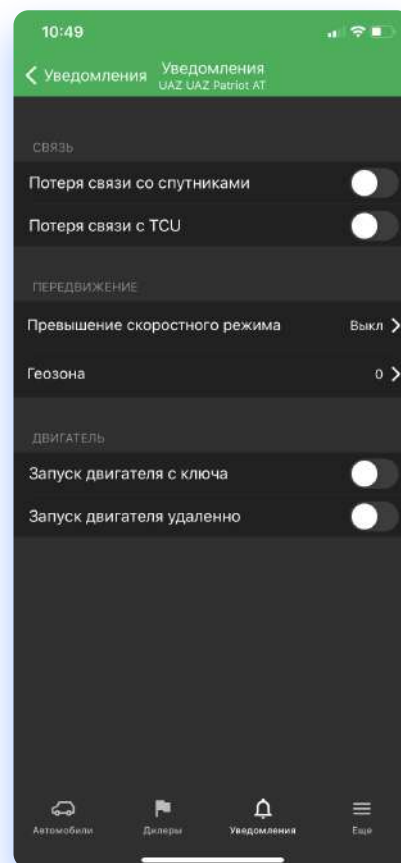 10:49
Уведомления
Уведомления
UAZ UAZ Patriot AT
СВЯЗЬ
Потеря связи со спутниками
Потеря связи с TCU
ПЕРЕДВИЖЕНИЕ
Превышение скоростного режима Выкл
Геозона 0
ДВИГАТЕЛЬ
Запуск двигателя с ключа
Запуск двигателя удаленно
Автомобили Дилеры Уведомления Еще